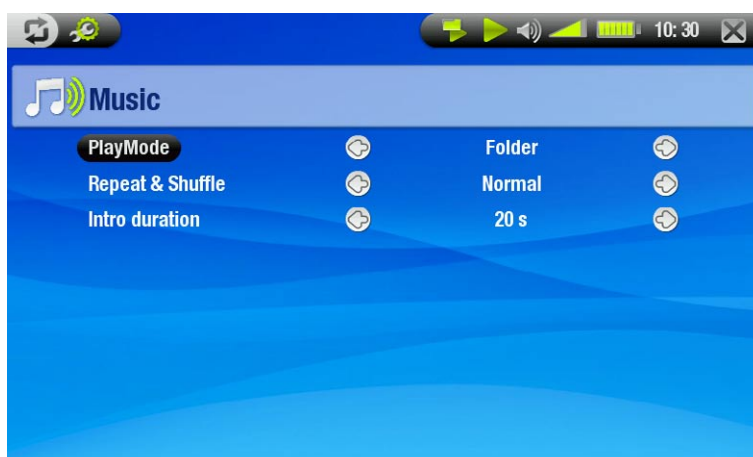 10:30
Music
PlayMode Folder
Repeat & Shuffle Normal
Intro duration 20 s